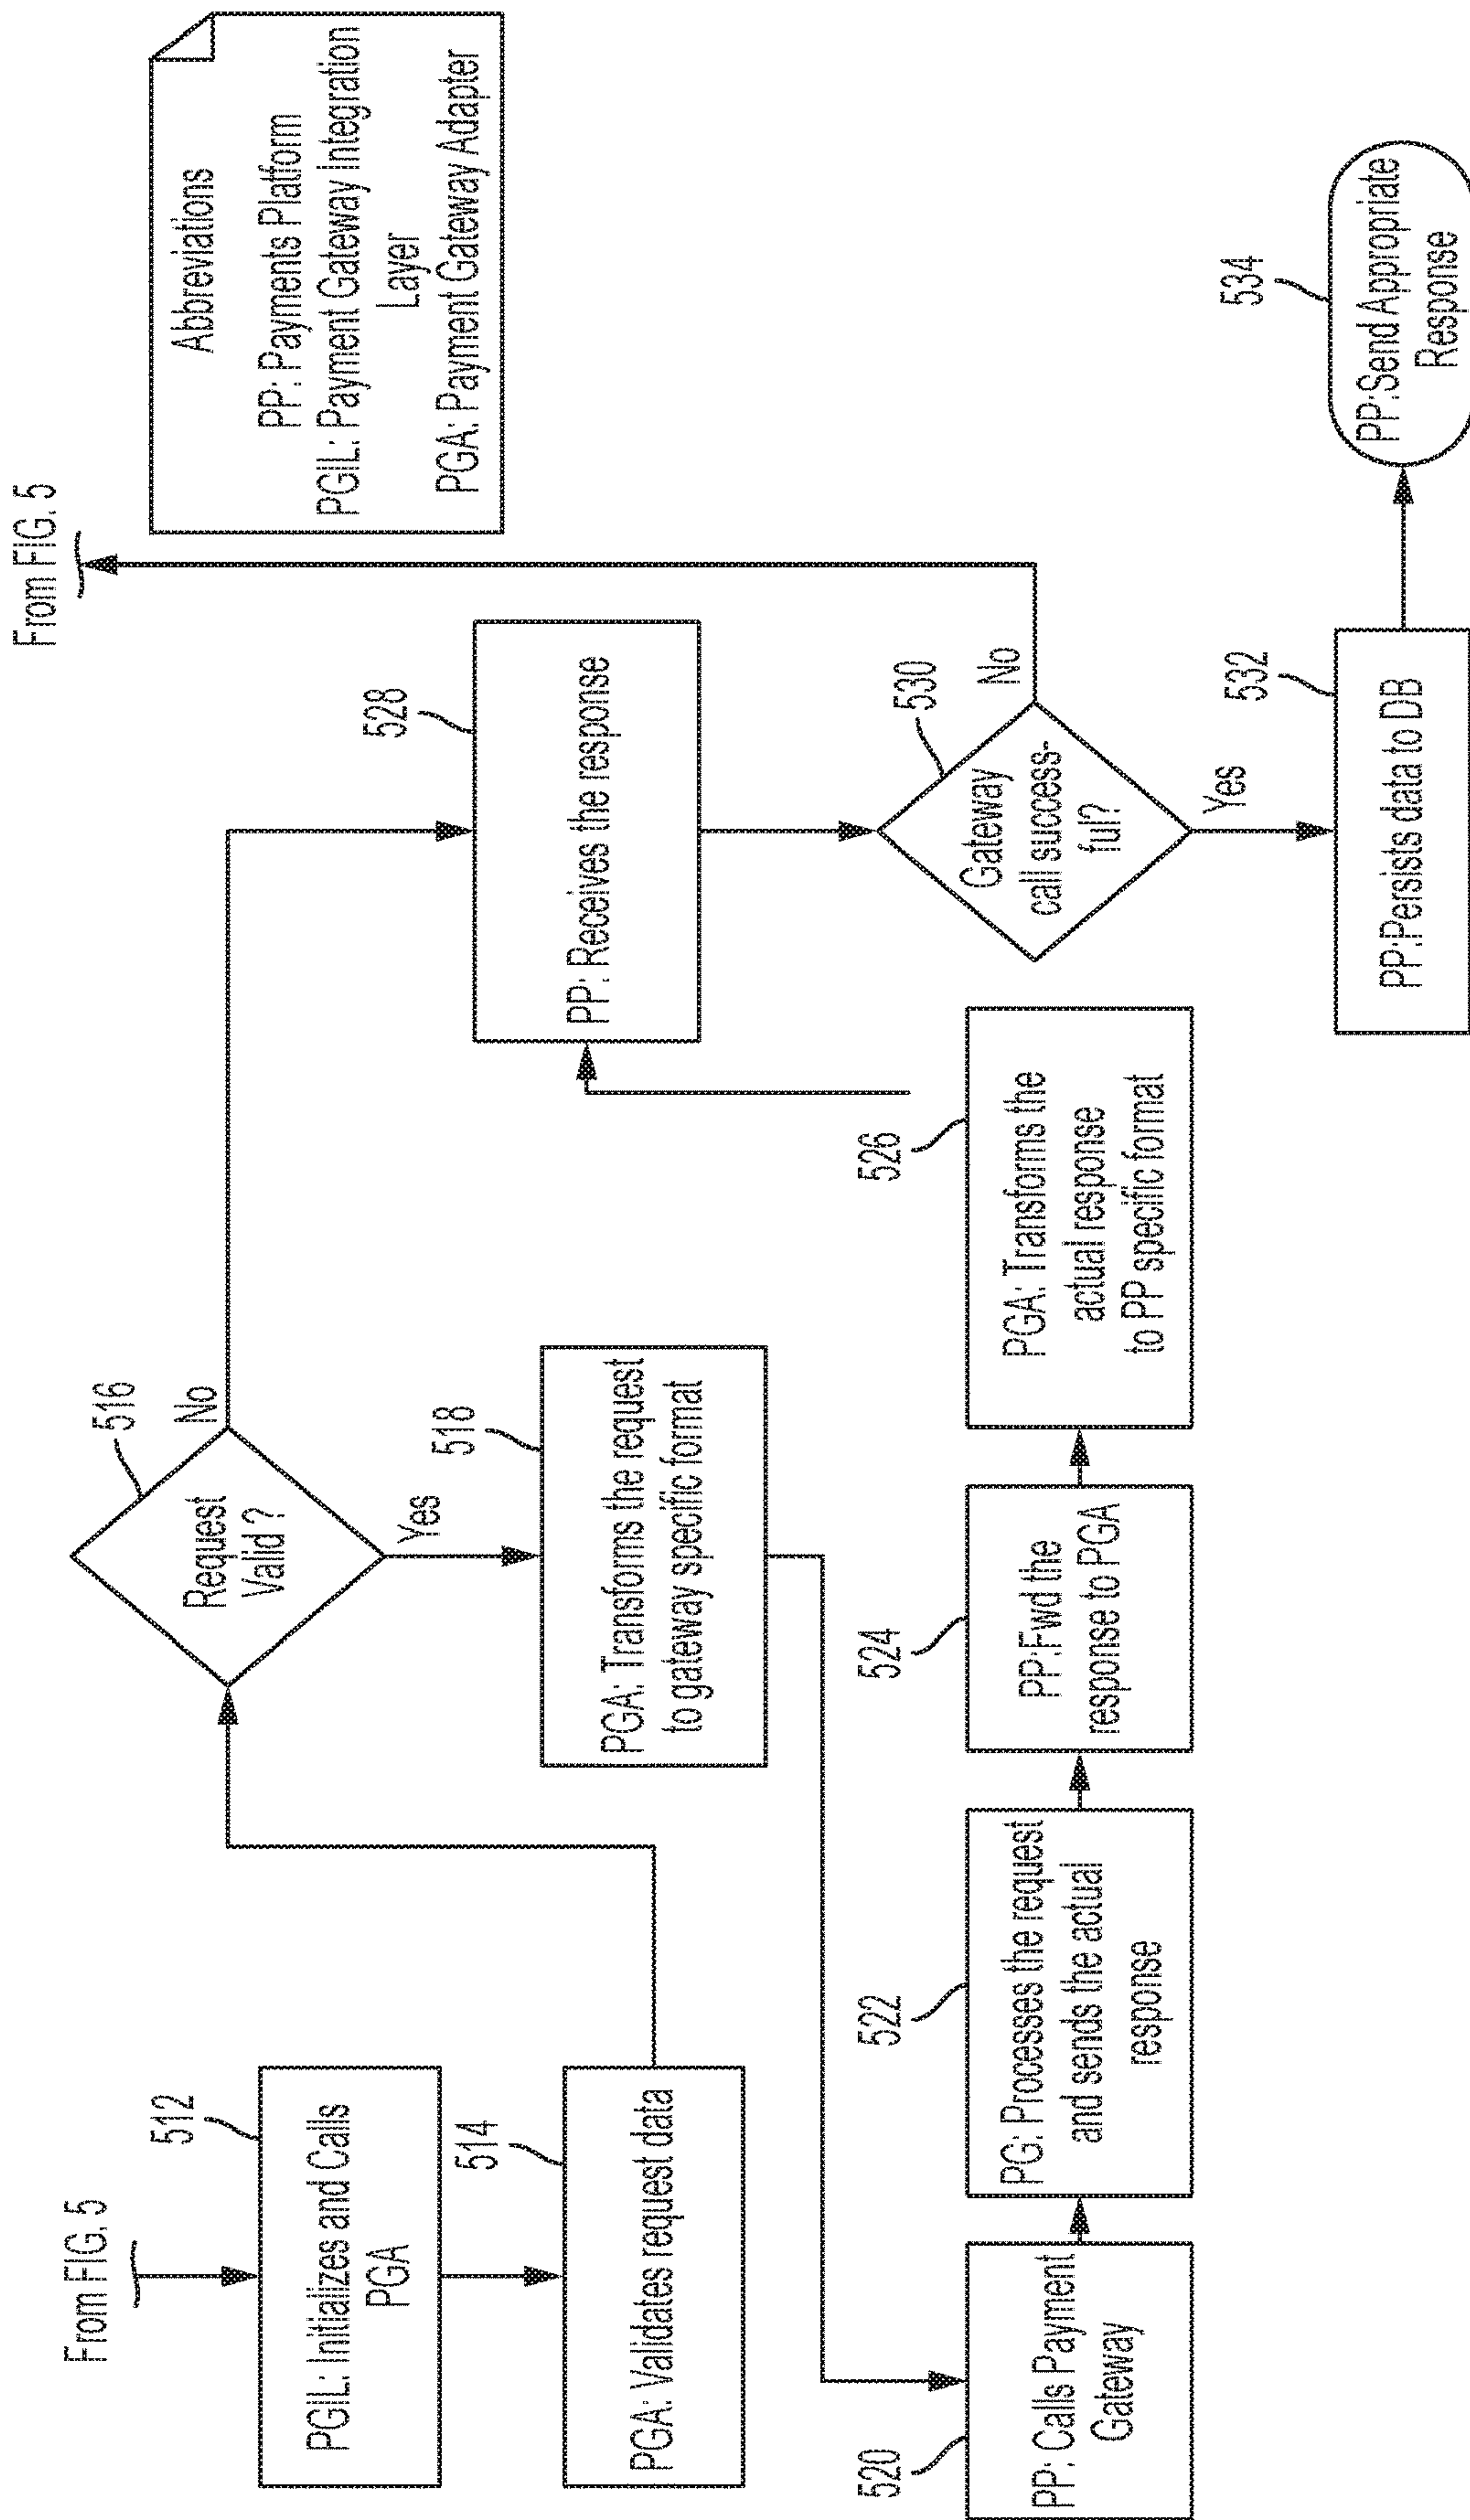 From FIG. 5
512
PGIL: Initializes and Calls
PGA
514
PGA: Validates request data
516
Request
Valid ?
No
Yes
518
PGA: Transforms the request
to gateway specific format
520
PP: Calls Payment
Gateway
522
PG: Processes the request
and sends the actual
response
524
PP:Fwd the
response to PGA
526
PGA: Transforms the
actual response
to PP specific format
528
PP: Receives the response
530
Gateway
call success-
ful?
No
Yes
From FIG. 5
532
PP:Persists data to DB
534
PP:Send Appropriate
Response
Abbreviations
PP: Payments Platform
PGIL: Payment Gateway Integration
Layer
PGA: Payment Gateway Adapter